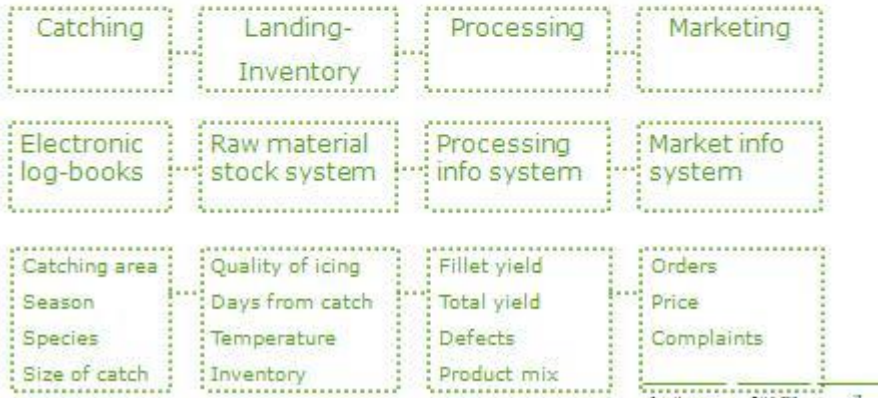 Catching
Landing-
Inventory
Processing
Marketing
Electronic
log-books
Raw material
stock system
Processing
info system
Market info
system
Catching area
Season
Species
Size of catch
Quality of icing
Days from catch
Temperature
Inventory
Fillet yield
Total yield
Defects
Product mix
Orders
Price
Complaints